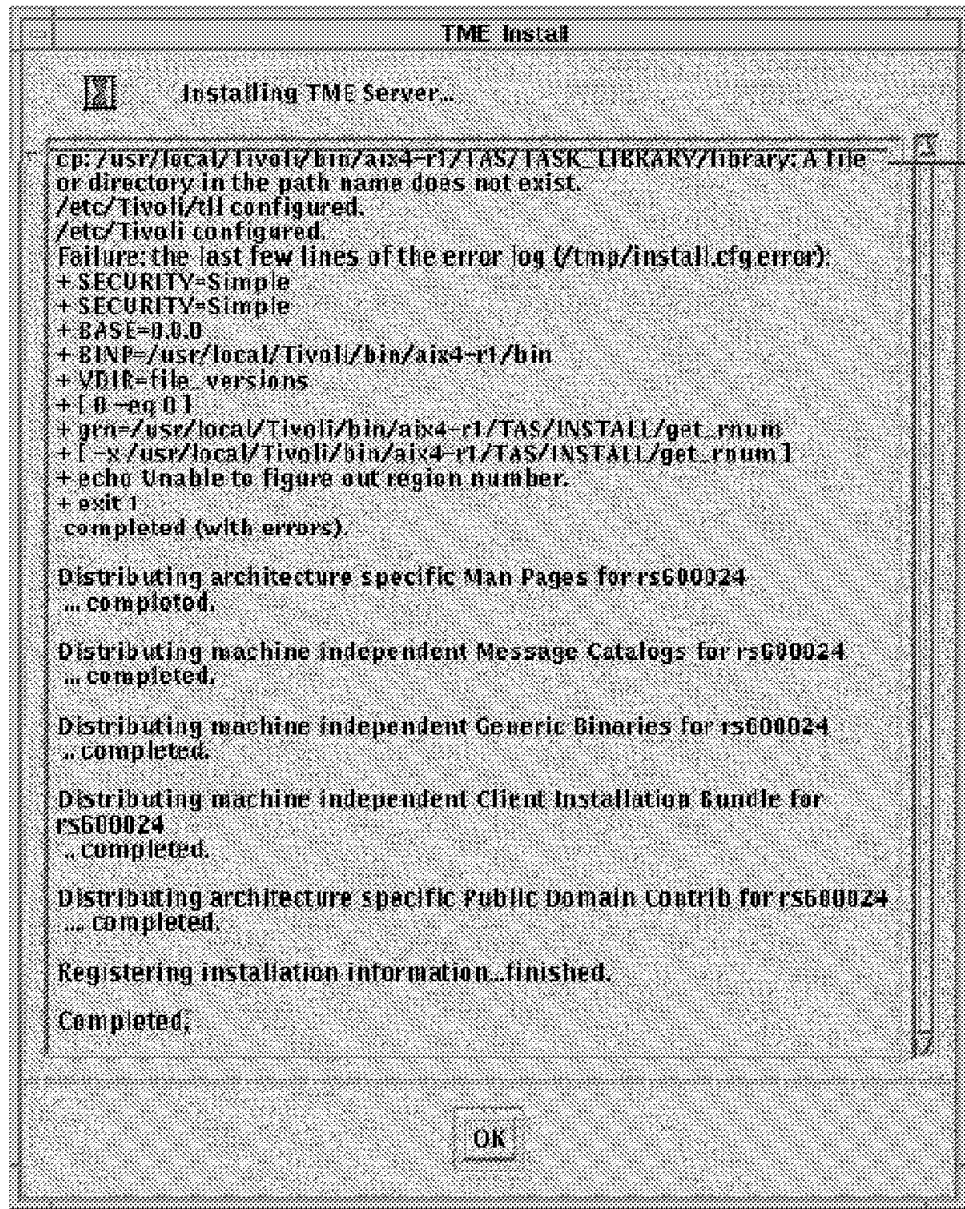 TME Install
Installing TME Server...
cp: /usr/local/Tivoli/bin/aix4-r1/TAS/TASK_LIBRARY/library: A file
or directory in the path name does not exist.
/etc/Tivoli/tll configured.
/etc/Tivoli configured.
Failure: the last few lines of the error log (/tmp/install.cfg.error):
+ SECURITY=Simple
+ SECURITY=Simple
+ BASE=0.0.0
+ BINP=/usr/local/Tivoli/bin/aix4-r1/bin
+ VDIR=file_versions
+ [ 0 -eq 0 ]
+ grn=/usr/local/Tivoli/bin/aix4-r1/TAS/INSTALL/get_rnum
+ [ -x /usr/local/Tivoli/bin/aix4-r1/TAS/INSTALL/get_rnum ]
+ echo Unable to figure out region number.
+ exit 1
completed (with errors).
Distributing architecture specific Man Pages for rs600024
... completed.
Distributing machine independent Message Catalogs for rs600024
... completed.
Distributing machine independent Generic Binaries for rs600024
... completed.
Distributing machine independent Client Installation Bundle for
rs600024
... completed.
Distributing architecture specific Public Domain Contrib for rs600024
... completed.
Registering installation information...finished.
Completed.
OK